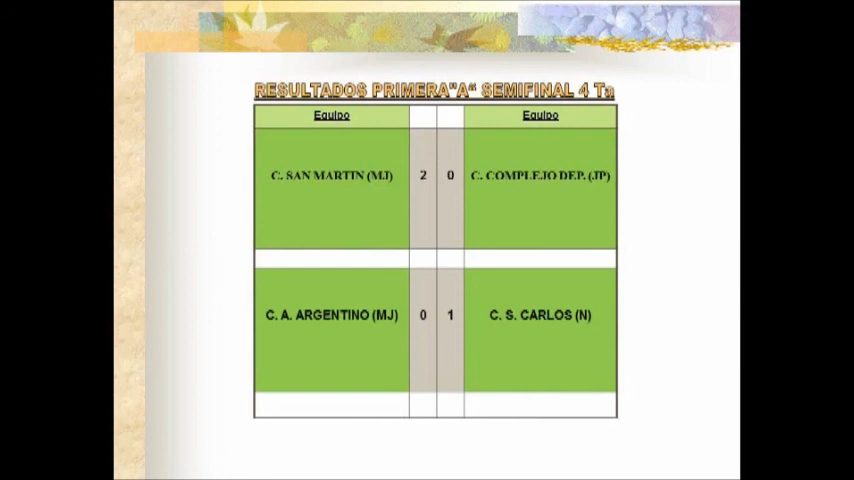 RESULTADOS PRIMERA"A" SEMIFINAL 4 Ta
Equipo Equipo
C. SAN MARTIN (MJ) 2 0 C. COMPLEJO DEP. (JP)
C. A. ARGENTINO (MJ) 0 1 C. S. CARLOS (N)